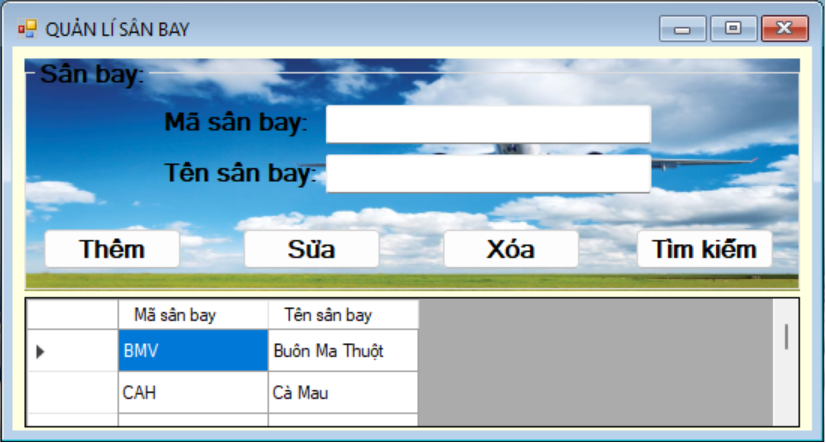 QUẢN LÍ SÂN BAY
Sân bay:
Mã sân bay:
Tên sân bay:
Thêm Sửa Xóa Tìm kiếm
Mã sân bay Tên sân bay
BMV Buôn Ma Thuột
CAH Cà Mau